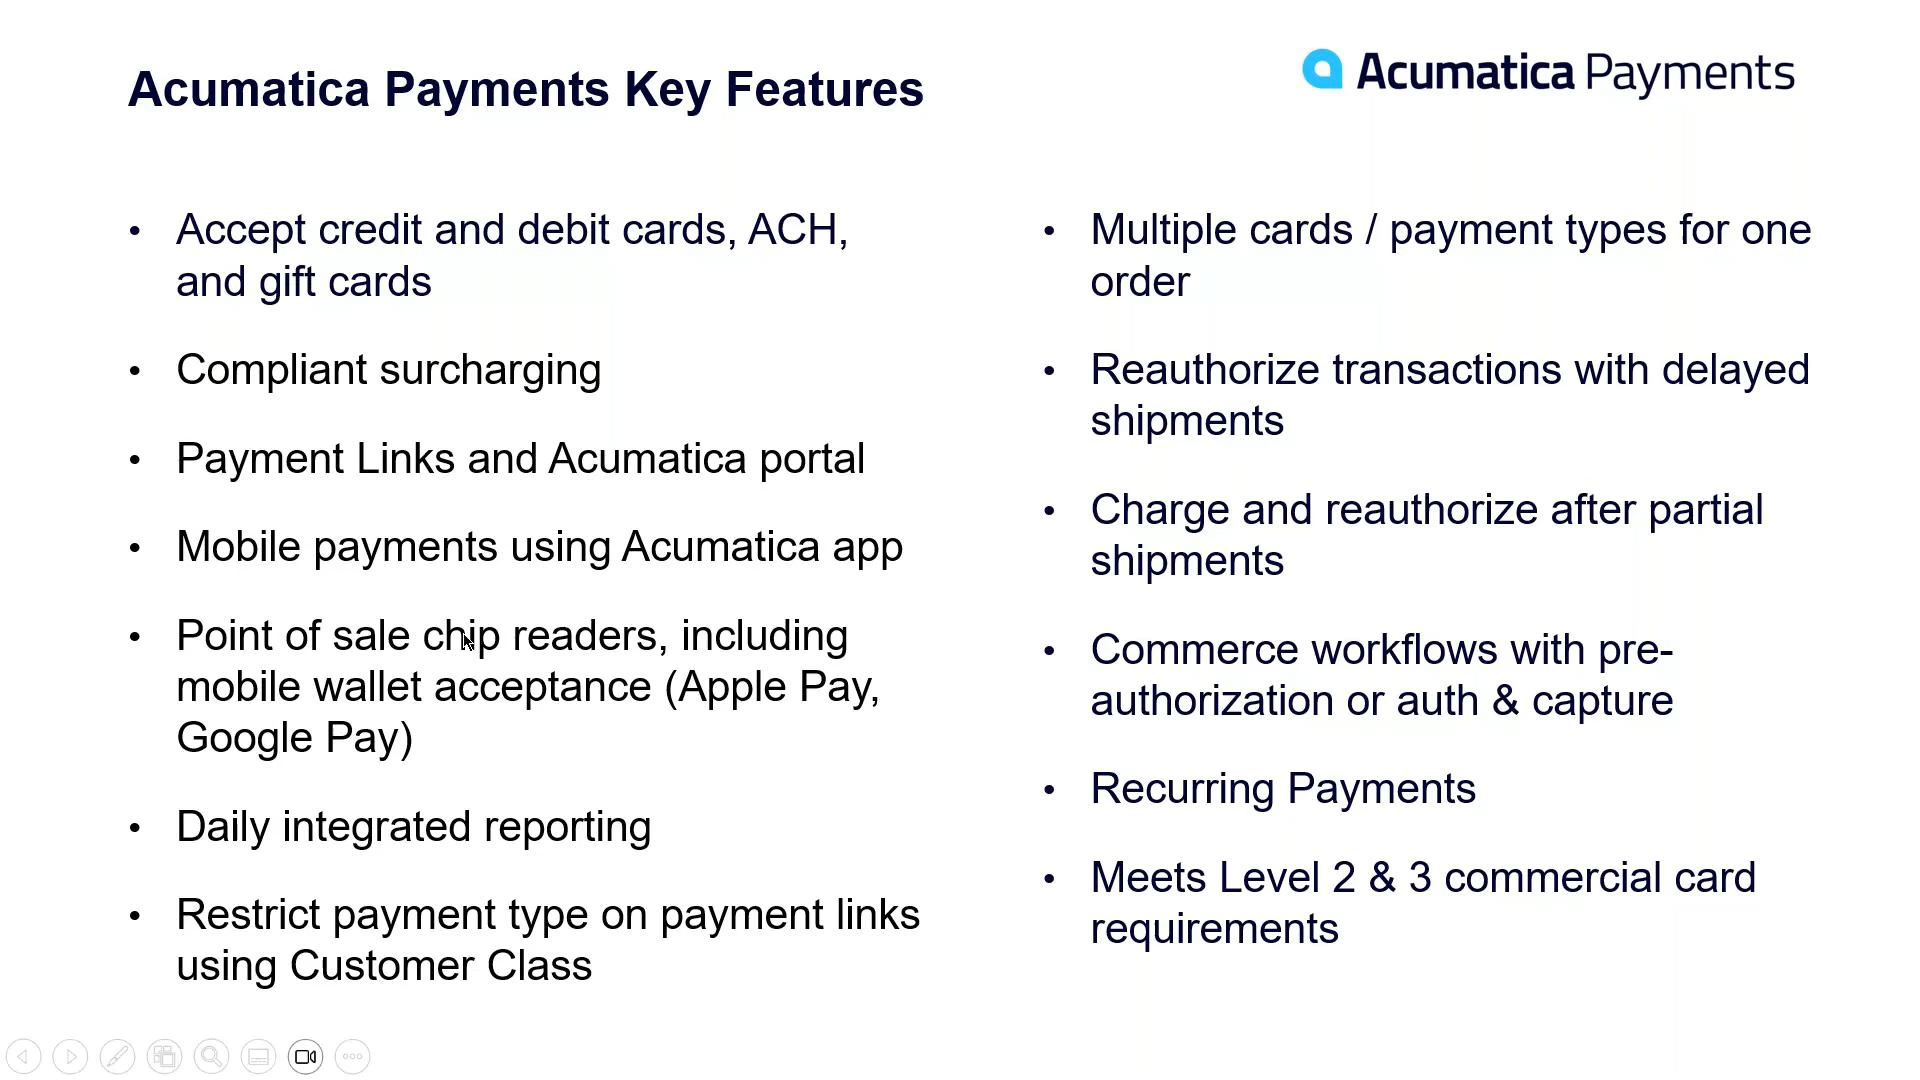 Acumatica Payments Key Features
Acumatica Payments
• Accept credit and debit cards, ACH,
and gift cards
• Compliant surcharging
• Payment Links and Acumatica portal
• Mobile payments using Acumatica app
• Point of sale chip readers, including
mobile wallet acceptance (Apple Pay,
Google Pay)
• Daily integrated reporting
• Restrict payment type on payment links
using Customer Class
• Multiple cards / payment types for one
order
• Reauthorize transactions with delayed
shipments
• Charge and reauthorize after partial
shipments
• Commerce workflows with pre-
authorization or auth & capture
• Recurring Payments
• Meets Level 2 & 3 commercial card
requirements